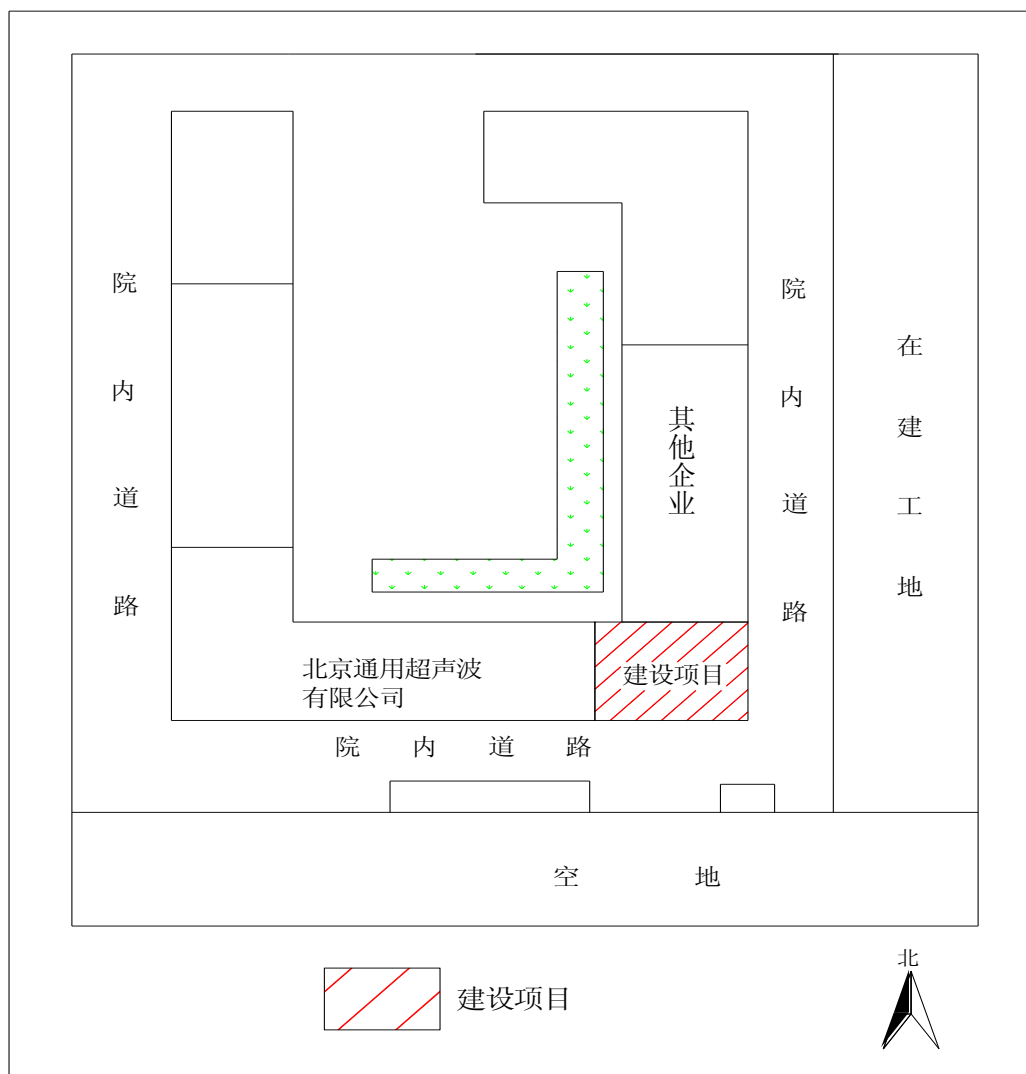 院内道路
院内道路
在建工地
其他企业
北京通用超声波
有限公司
建设项目
院内道路
空地
建设项目
北